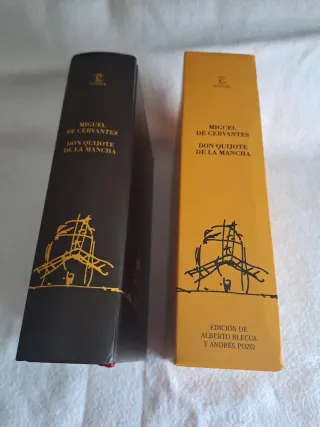 MIGUEL
DE CERVANTES
DON QUIJOTE
DE LA MANCHA
MIGUEL
DE CERVANTES
DON QUIJOTE
DE LA MANCHA
EDICIÓN DE
ALBERTO BLECUA
Y ANDRÉS POZO